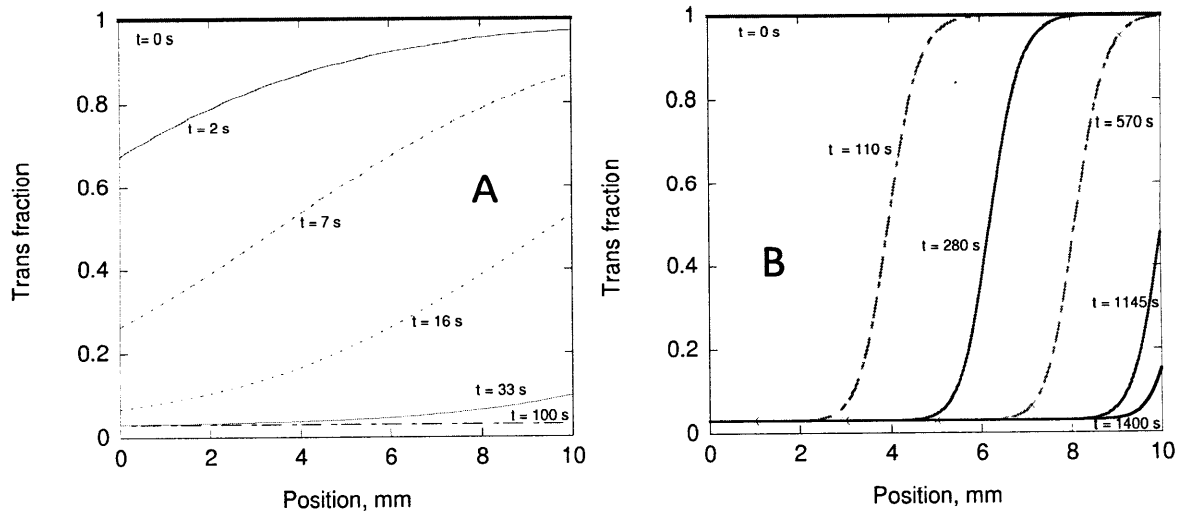 1
0.8
0.6
0.4
0.2
0
Trans fraction
t= 0 s
t = 2 s
t = 7 s
t = 16 s
t = 33 s
t = 100 s
A
0 2 4 6 8 10
Position, mm
1
0.8
0.6
0.4
0.2
0
Trans fraction
t = 0 s
t = 110 s
t = 280 s
t = 570 s
t = 1145 s
t = 1400 s
B
0 2 4 6 8 10
Position, mm